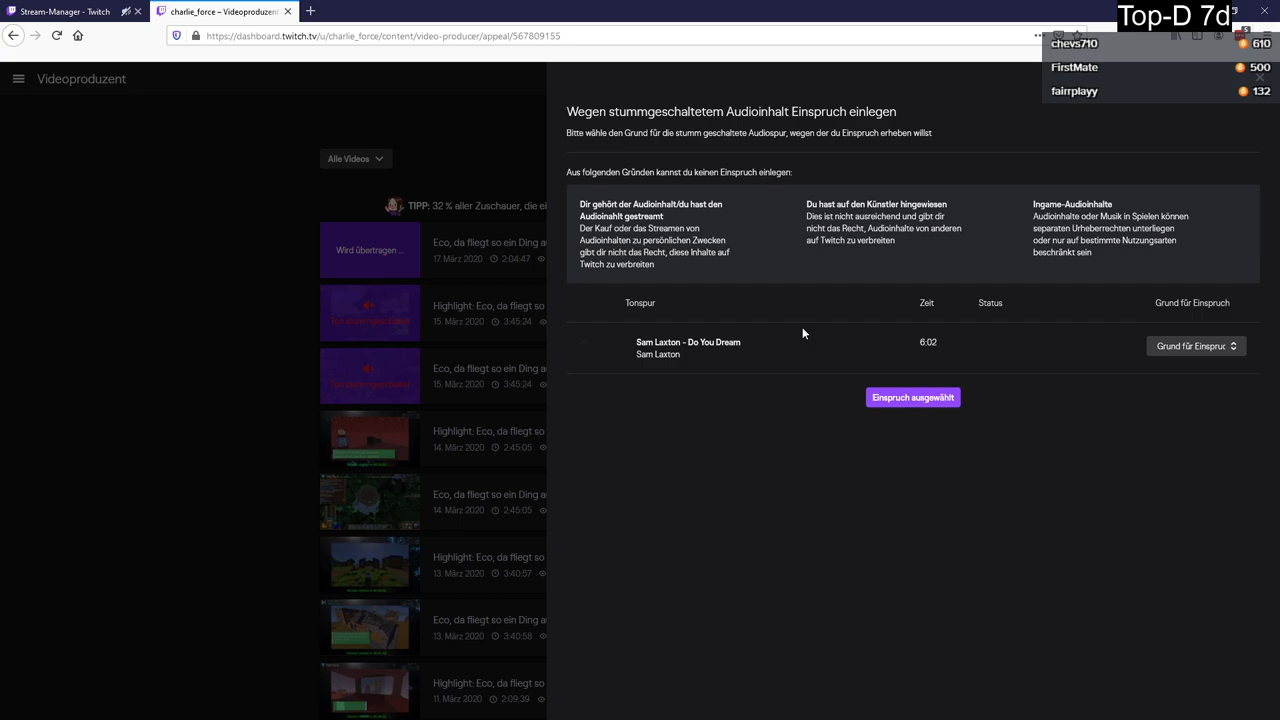 Stream-Manager - Twitch
charlie_force – Videoproduzent
Top-D 7d
https://dashboard.twitch.tv/u/charlie_force/content/video-producer/appeal/567809155
chevs710 610
FirstMate 500
fairrplayy 132
Videoproduzent
Alle Videos
TIPP: 32 % aller Zuschauer, die ei
Wird übertragen ...
Eco, da fliegt so ein Ding au
17. März 2020 2:04:47
Highlight: Eco, da fliegt so
15. März 2020 3:45:24
Eco, da fliegt so ein Ding au
15. März 2020 3:45:24
Highlight: Eco, da fliegt so
14. März 2020 2:45:05
Eco, da fliegt so ein Ding au
14. März 2020 2:45:05
Highlight: Eco, da fliegt so
13. März 2020 3:40:57
Eco, da fliegt so ein Ding au
13. März 2020 3:40:58
Highlight: Eco, da fliegt so
11. März 2020 2:09:39
Wegen stummgeschaltetem Audioinhalt Einspruch einlegen
Bitte wähle den Grund für die stumm geschaltete Audiospur, wegen der du Einspruch erheben willst
Aus folgenden Gründen kannst du keinen Einspruch einlegen:
Dir gehört der Audioinhalt/du hast den
Audioinahlt gestreamt
Der Kauf oder das Streamen von
Audioinhalten zu persönlichen Zwecken
gibt dir nicht das Recht, diese Inhalte auf
Twitch zu verbreiten
Du hast auf den Künstler hingewiesen
Dies ist nicht ausreichend und gibt dir
nicht das Recht, Audioinhalte von anderen
auf Twitch zu verbreiten
Ingame-Audioinhalte
Audioinhalte oder Musik in Spielen können
separaten Urheberrechten unterliegen
oder nur auf bestimmte Nutzungsarten
beschränkt sein
Tonspur Zeit Status Grund für Einspruch
Sam Laxton - Do You Dream 6:02 Grund für Einspruc
Sam Laxton
Einspruch ausgewählt